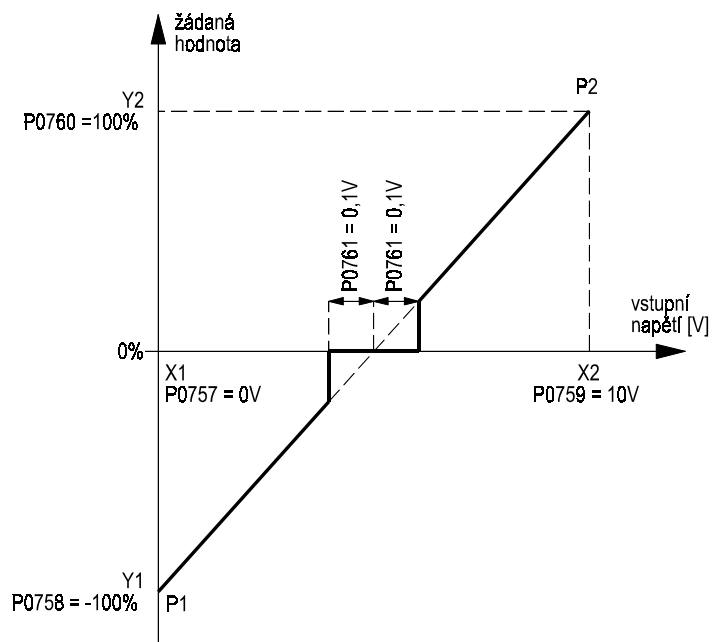 žádaná
hodnota
Y2
P0760 =100%
P2
P0761 = 0,1V
P0761 = 0,1V
vstupní
napětí [V]
0%
X1
P0757 = 0V
X2
P0759 = 10V
Y1
P0758 = -100%
P1